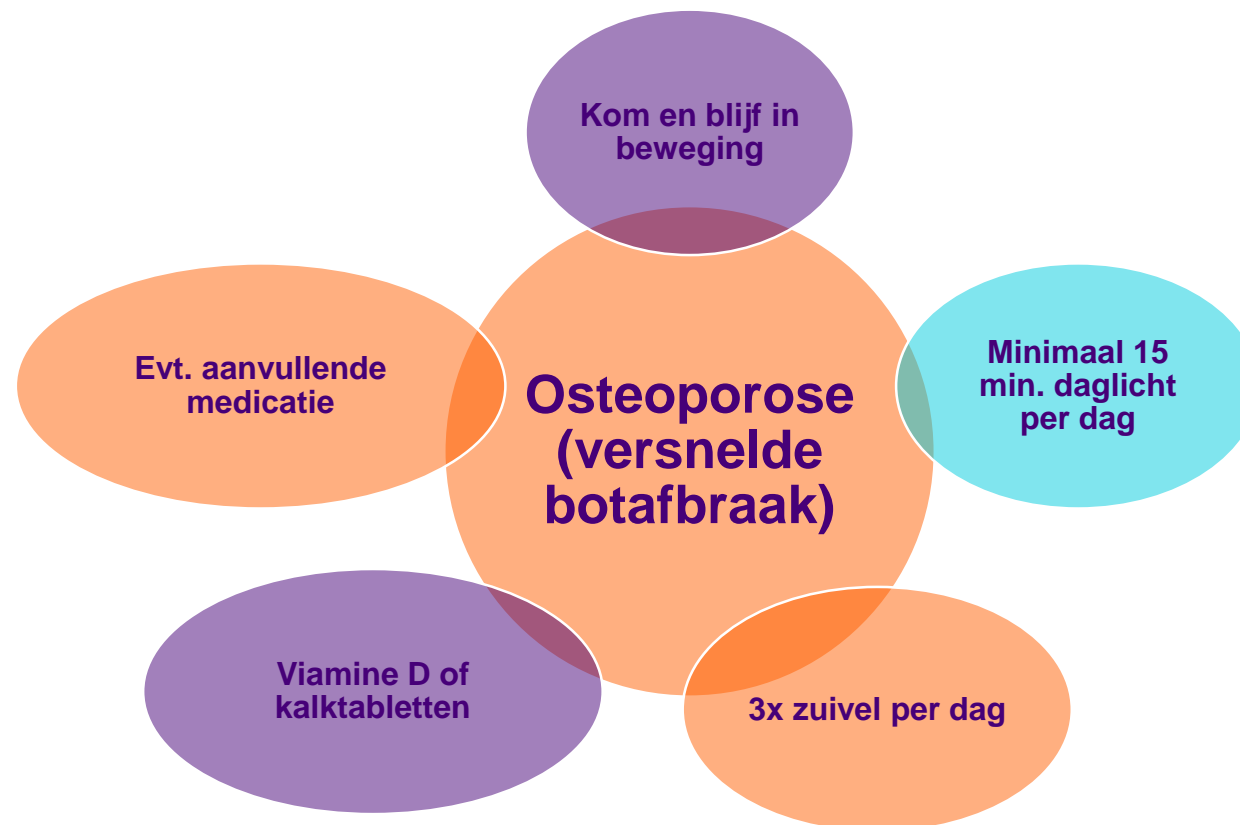 Kom en blijf in
beweging
Minimaal 15
min. daglicht
per dag
Evt. aanvullende
medicatie
Osteoporose
(versnelde
botafbraak)
Viamine D of
kalktabletten
3x zuivel per dag